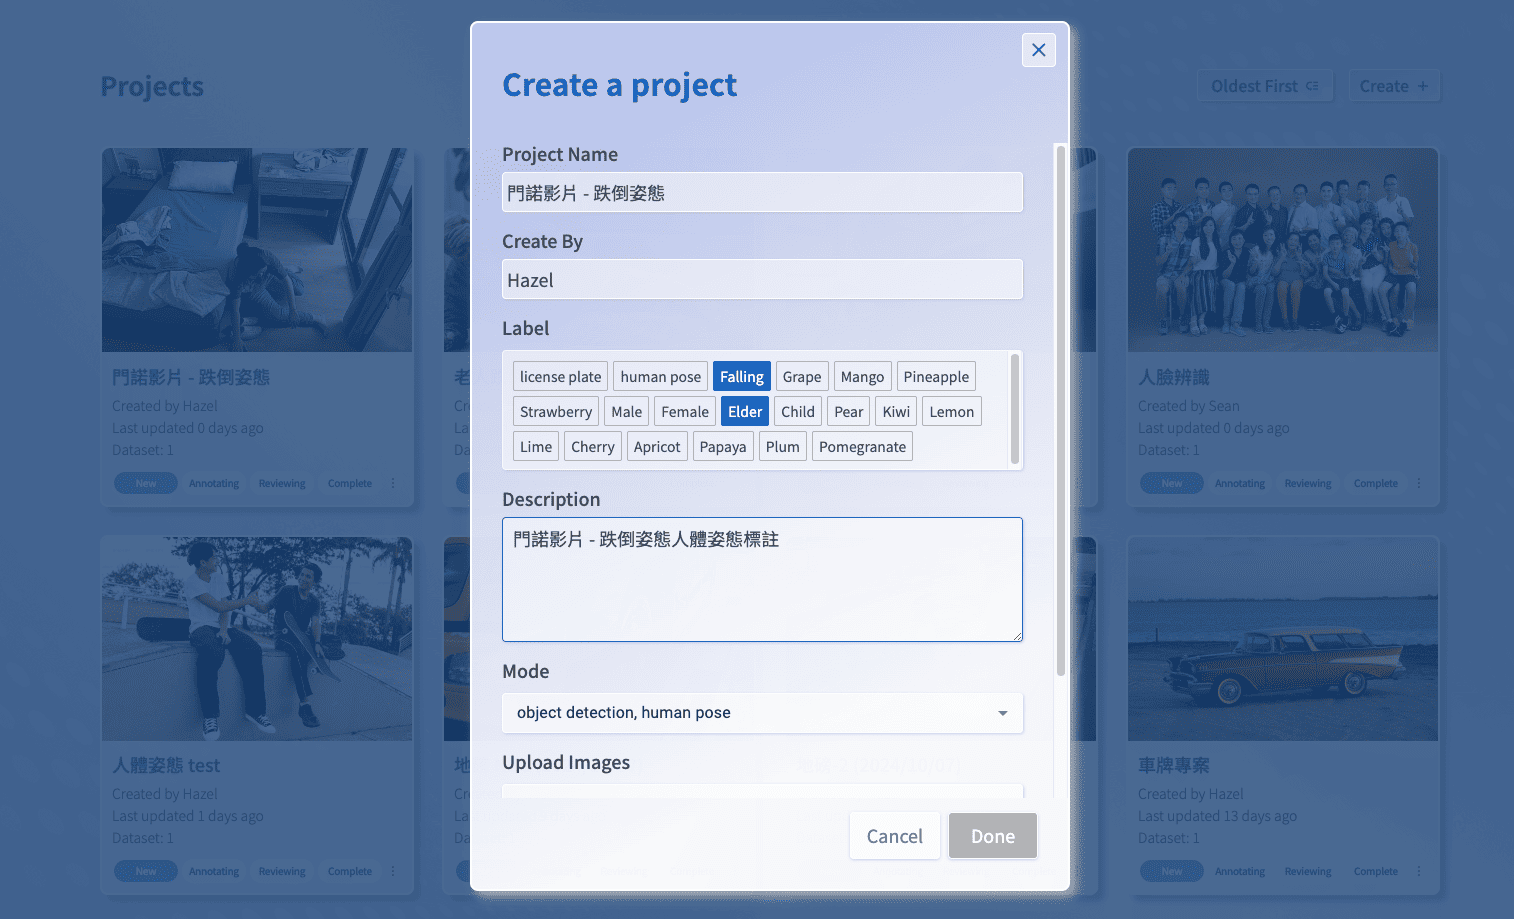 Projects
Oldest First
Create +
Create a project
Project Name
門諾影片 - 跌倒姿態
Create By
Hazel
Label
license plate human pose Falling Grape Mango Pineapple
Strawberry Male Female Elder Child Pear Kiwi Lemon
Lime Cherry Apricot Papaya Plum Pomegranate
Description
門諾影片 - 跌倒姿態人體姿態標註
Mode
object detection, human pose
Upload Images
Cancel
Done
門諾影片 - 跌倒姿態
Created by Hazel
Last updated 0 days ago
Dataset: 1
New Annotating Reviewing Complete
人臉辨識
Created by Sean
Last updated 0 days ago
Dataset: 1
New Annotating Reviewing Complete
人體姿態 test
Created by Hazel
Last updated 1 days ago
Dataset: 1
New Annotating Reviewing Complete
車牌專案
Created by Hazel
Last updated 13 days ago
Dataset: 1
New Annotating Reviewing Complete